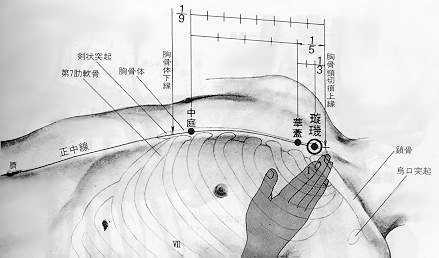 1/9
1/5
1/3
剣状突起
第7肋軟骨
胸骨体
胸骨体下縁
胸骨頸切痕上縁
中庭
華蓋
璇璣
正中線
臍
鎖骨
烏口突起
VII